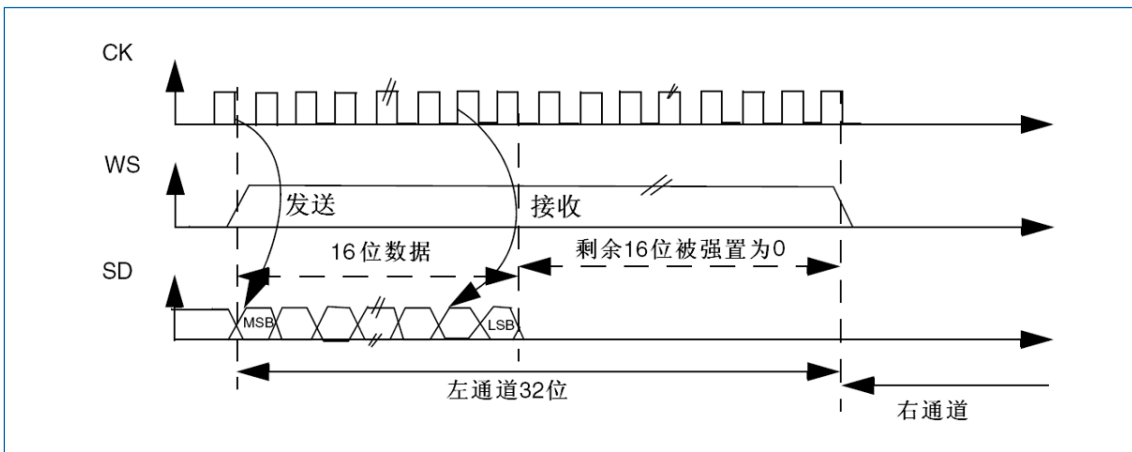 CK
WS
发送
接收
16位数据
剩余16位被强置为0
SD
MSB
LSB
左通道32位
右通道